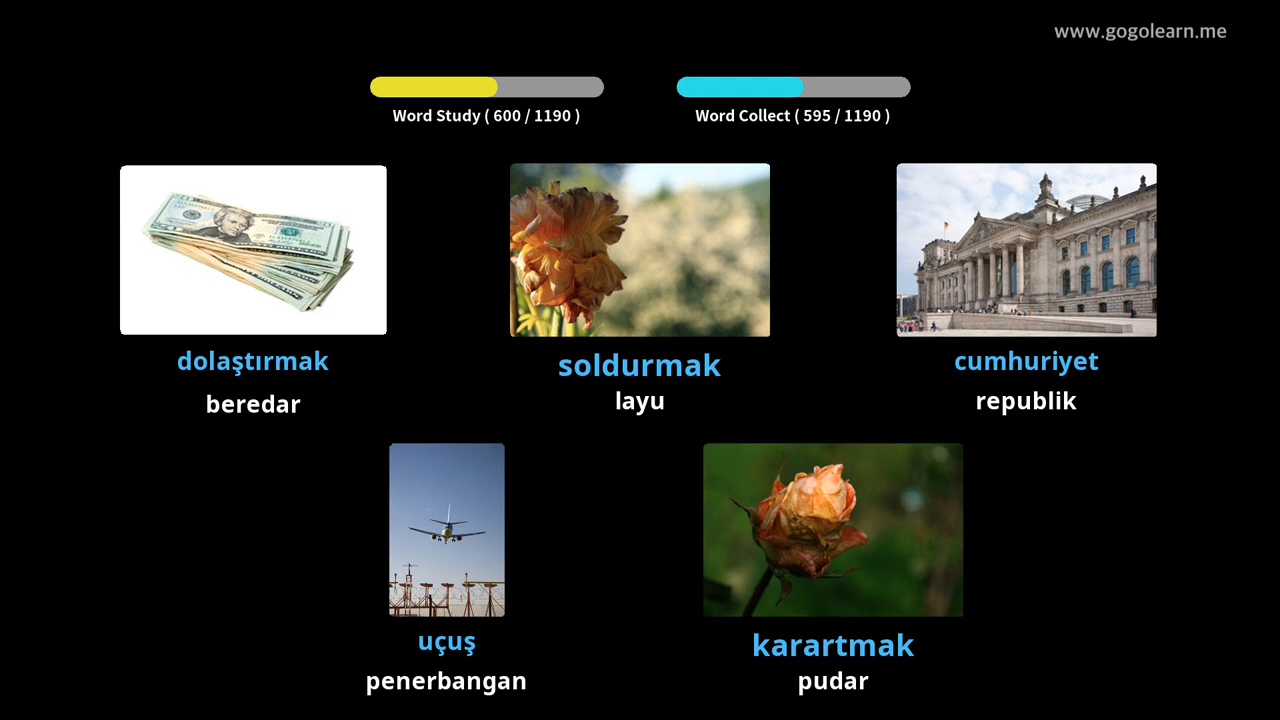 www.gogolearn.me
Word Study ( 600 / 1190 )
Word Collect ( 595 / 1190 )
dolaştırmak
beredar
soldurmak
layu
cumhuriyet
republik
uçuş
penerbangan
karartmak
pudar